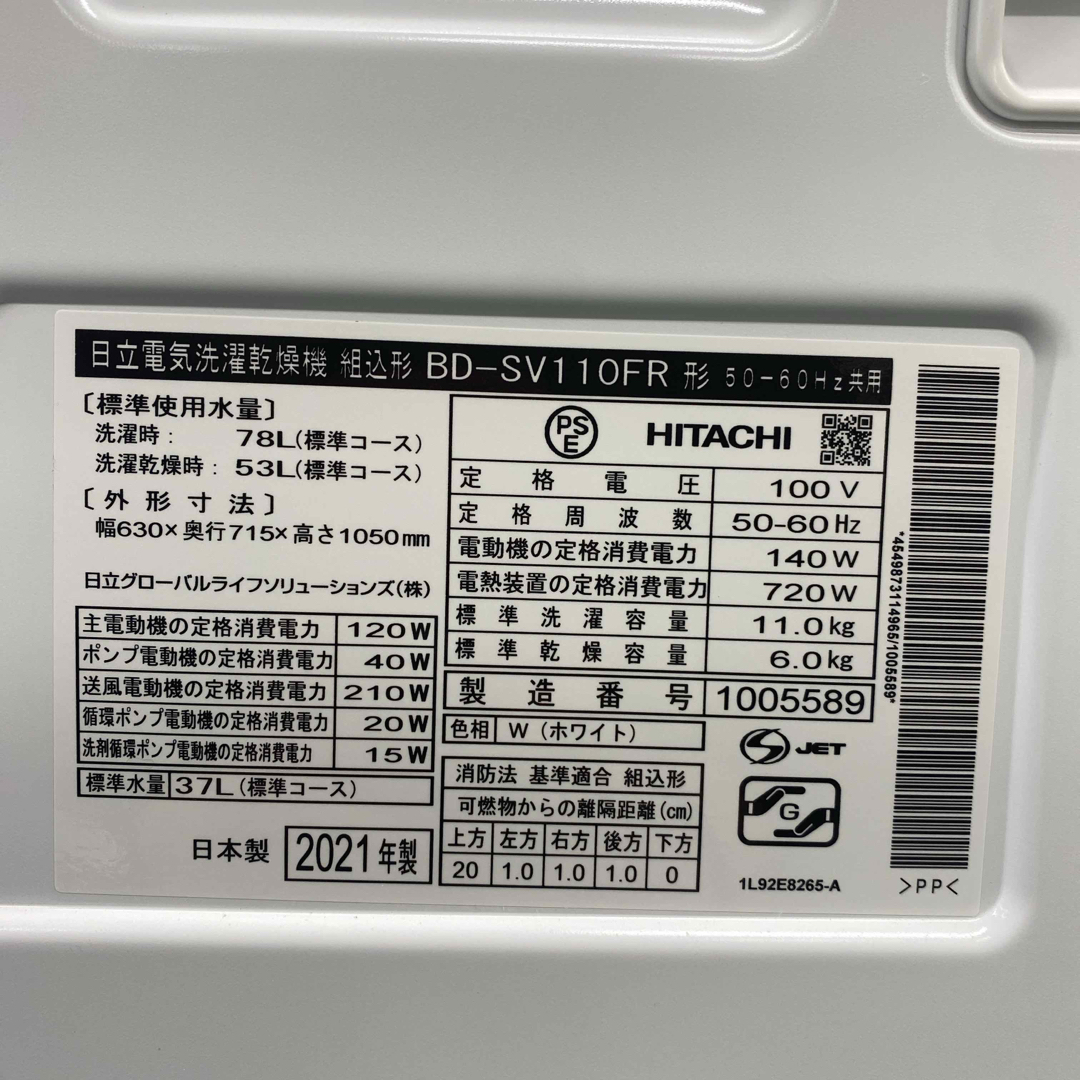 日立電気洗濯乾燥機 組込形 BD-SV110FR 形 50-60Hz共用
〔標準使用水量〕
洗濯時： 78L(標準コース)
洗濯乾燥時： 53L(標準コース)
〔外形寸法〕
幅630×奥行715×高さ1050mm
日立グローバルライフソリューションズ(株)
主電動機の定格消費電力 120W
ポンプ電動機の定格消費電力 40W
送風電動機の定格消費電力 210W
循環ポンプ電動機の定格消費電力 20W
洗剤循環ポンプ電動機の定格消費電力 15W
標準水量 37L(標準コース)
日本製 2021年製
PSE HITACHI
定格電圧 100V
定格周波数 50-60Hz
電動機の定格消費電力 140W
電熱装置の定格消費電力 720W
標準洗濯容量 11.0kg
標準乾燥容量 6.0kg
製造番号 1005589
色相 W（ホワイト）
消防法 基準適合 組込形
可燃物からの離隔距離(cm)
上方 左方 右方 後方 下方
20 1.0 1.0 1.0 0
S JET
G
1L92E8265-A
*4549873114965/1005589*
>PP<